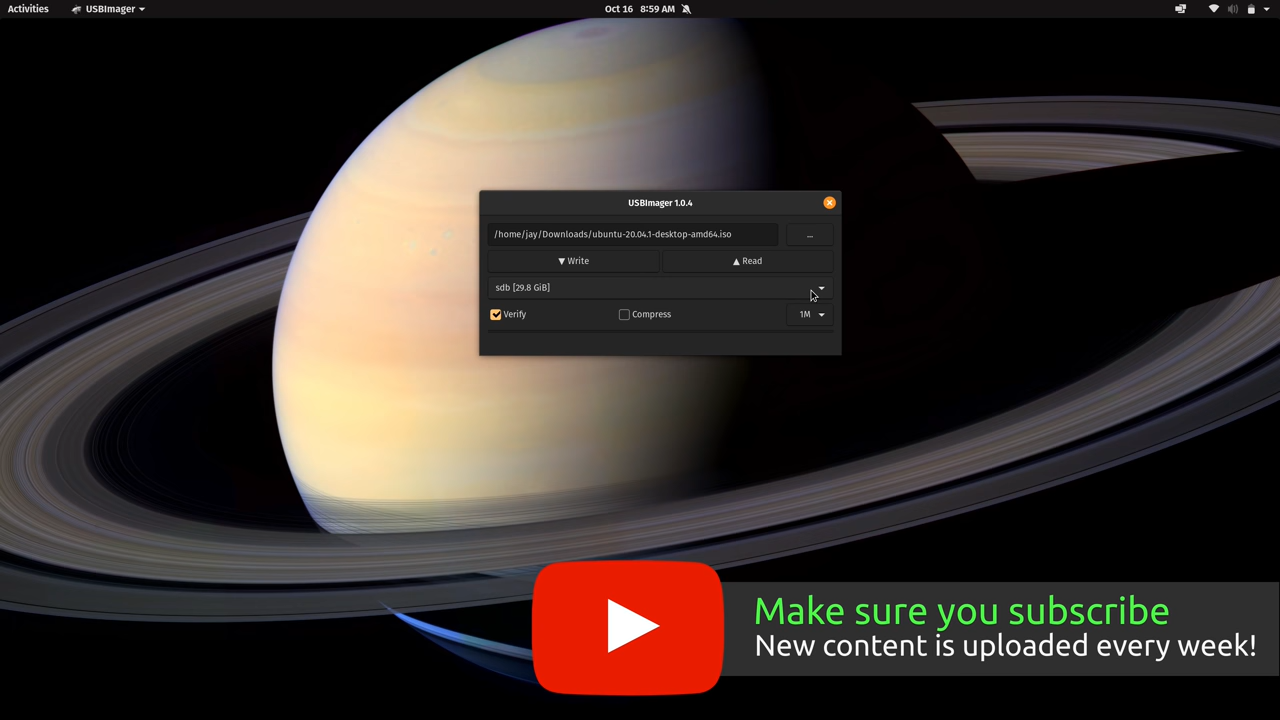 Activities
USBImager
Oct 16 8:59 AM
USBImager 1.0.4
/home/jay/Downloads/ubuntu-20.04.1-desktop-amd64.iso
...
▼ Write
▲ Read
sdb [29.8 GiB]
Verify
Compress
1M
Make sure you subscribe
New content is uploaded every week!